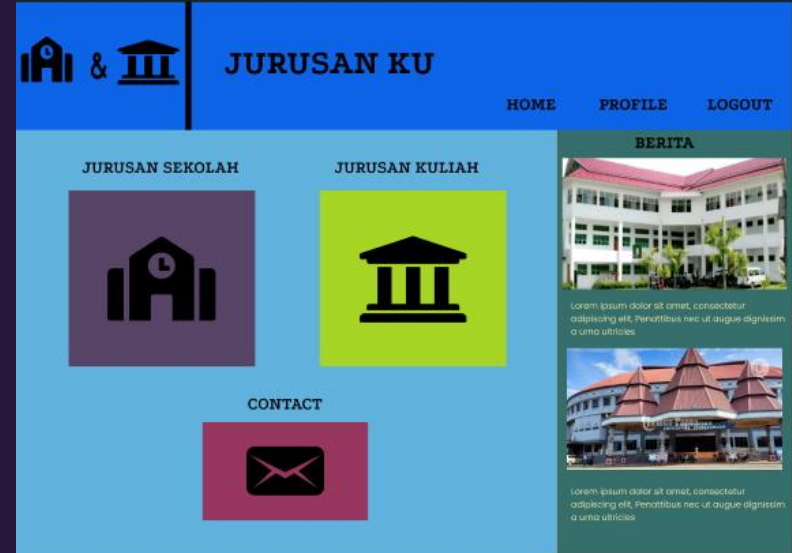 &
JURUSAN KU
HOME PROFILE LOGOUT
JURUSAN SEKOLAH
JURUSAN KULIAH
CONTACT
BERITA
Lorem ipsum dolor sit amet, consectetur
adipiscing elit, Penattibus nec ut augue dignissim
a urna ultricies
Lorem ipsum dolor sit amet, consectetur
adipiscing elit, Penattibus nec ut augue dignissim
a urna ultricies